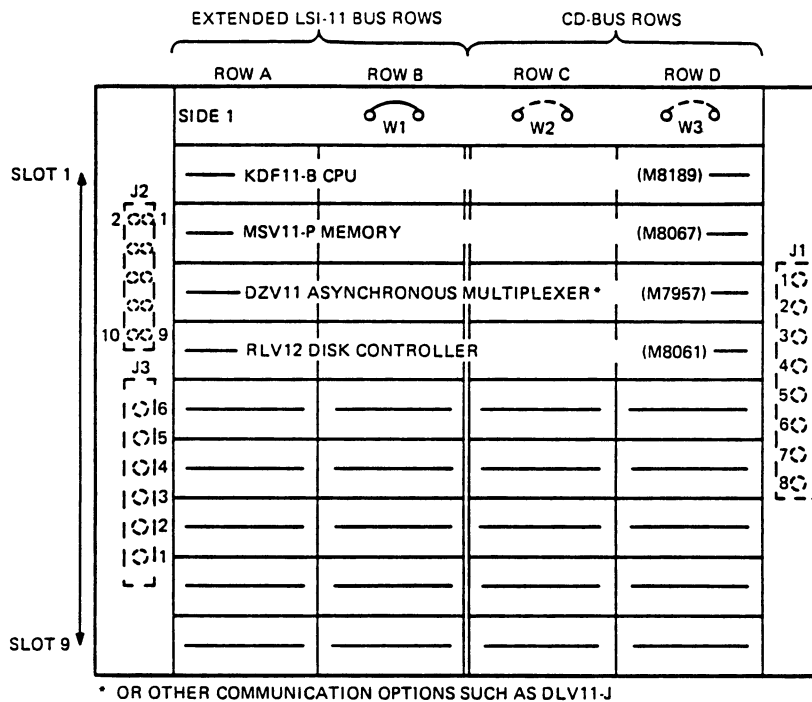 EXTENDED LSI-11 BUS ROWS CD-BUS ROWS
ROW A ROW B ROW C ROW D
SIDE 1 W1 W2 W3
SLOT 1 KDF11-B CPU (M8189)
J2
2 1
MSV11-P MEMORY (M8067)
J1
1
DZV11 ASYNCHRONOUS MULTIPLEXER* (M7957)
2
10 9 3
RLV12 DISK CONTROLLER (M8061)
J3 4
5
6
6
5
4 7
8
3
2
1
SLOT 9
* OR OTHER COMMUNICATION OPTIONS SUCH AS DLV11-J